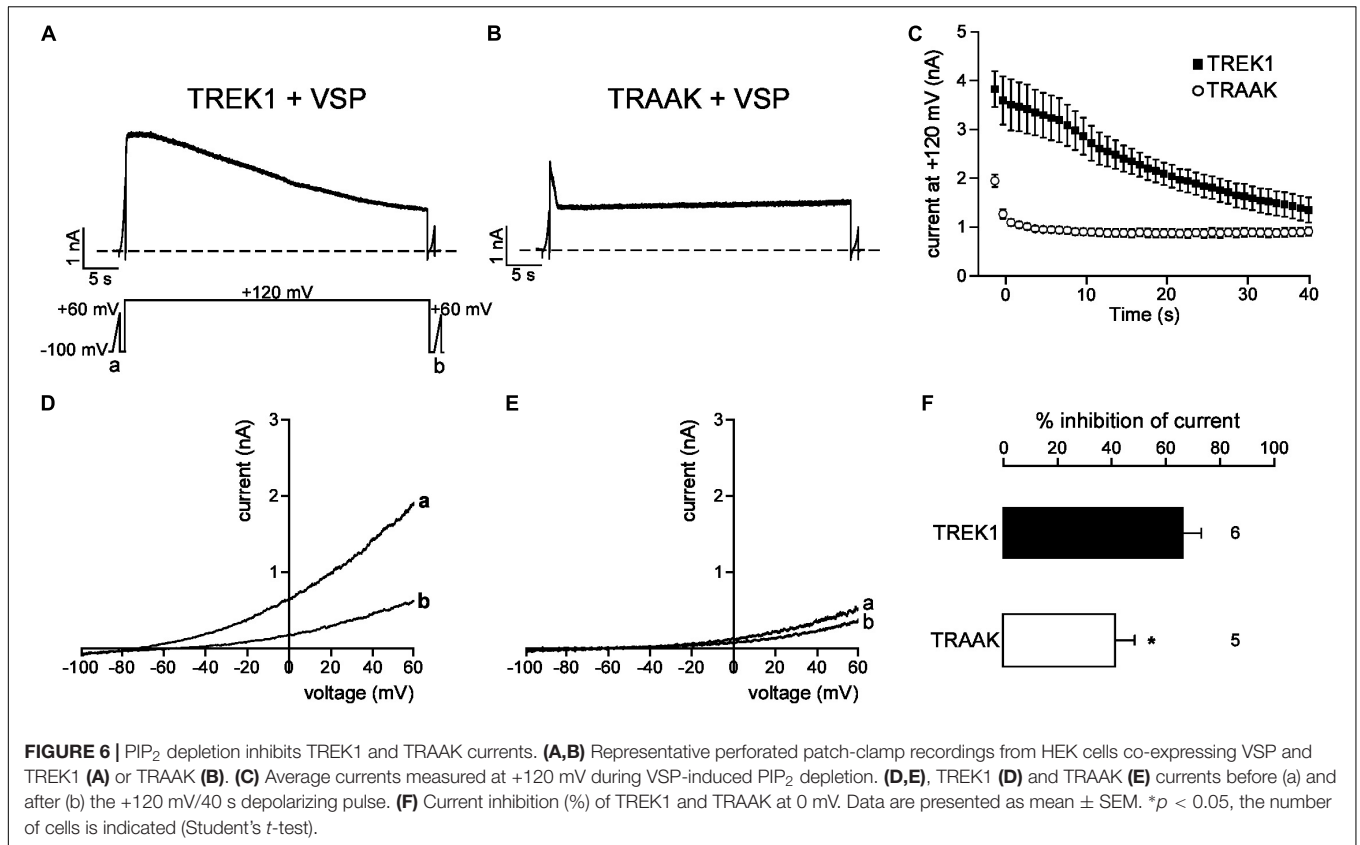 A
B
C
TREK1 + VSP
TRAAK + VSP
1 nA
5 s
1 nA
5 s
+120 mV
+60 mV
+60 mV
-100 mV
a
b
5
4
3
2
1
0
current at +120 mV (nA)
TREK1
TRAAK
0
10
20
30
40
Time (s)
D
E
F
3
2
1
current (nA)
a
b
-100
-80
-60
-40
-20
0
20
40
60
voltage (mV)
3
2
1
current (nA)
a
b
-100
-80
-60
-40
-20
0
20
40
60
voltage (mV)
% inhibition of current
0
20
40
60
80
100
TREK1
6
TRAAK
*
5
FIGURE 6 | PIP₂ depletion inhibits TREK1 and TRAAK currents. (A,B) Representative perforated patch-clamp recordings from HEK cells co-expressing VSP and
TREK1 (A) or TRAAK (B). (C) Average currents measured at +120 mV during VSP-induced PIP₂ depletion. (D,E), TREK1 (D) and TRAAK (E) currents before (a) and
after (b) the +120 mV/40 s depolarizing pulse. (F) Current inhibition (%) of TREK1 and TRAAK at 0 mV. Data are presented as mean ± SEM. *p < 0.05, the number
of cells is indicated (Student's t-test).